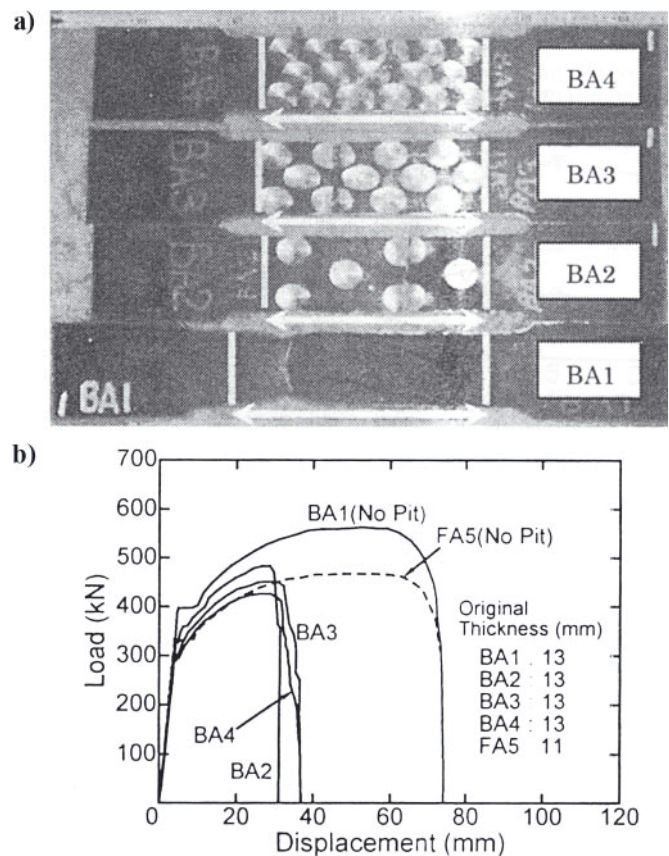 a)
BA4
BA3
BA2
BA1
BA1
b)
700
600
500
400
300
200
100
0
20
40
60
80
100
120
Load (kN)
Displacement (mm)
BA1(No Pit)
FA5(No Pit)
BA3
BA4
BA2
Original
Thickness (mm)
BA1 : 13
BA2 : 13
BA3 : 13
BA4 : 13
FA5 11